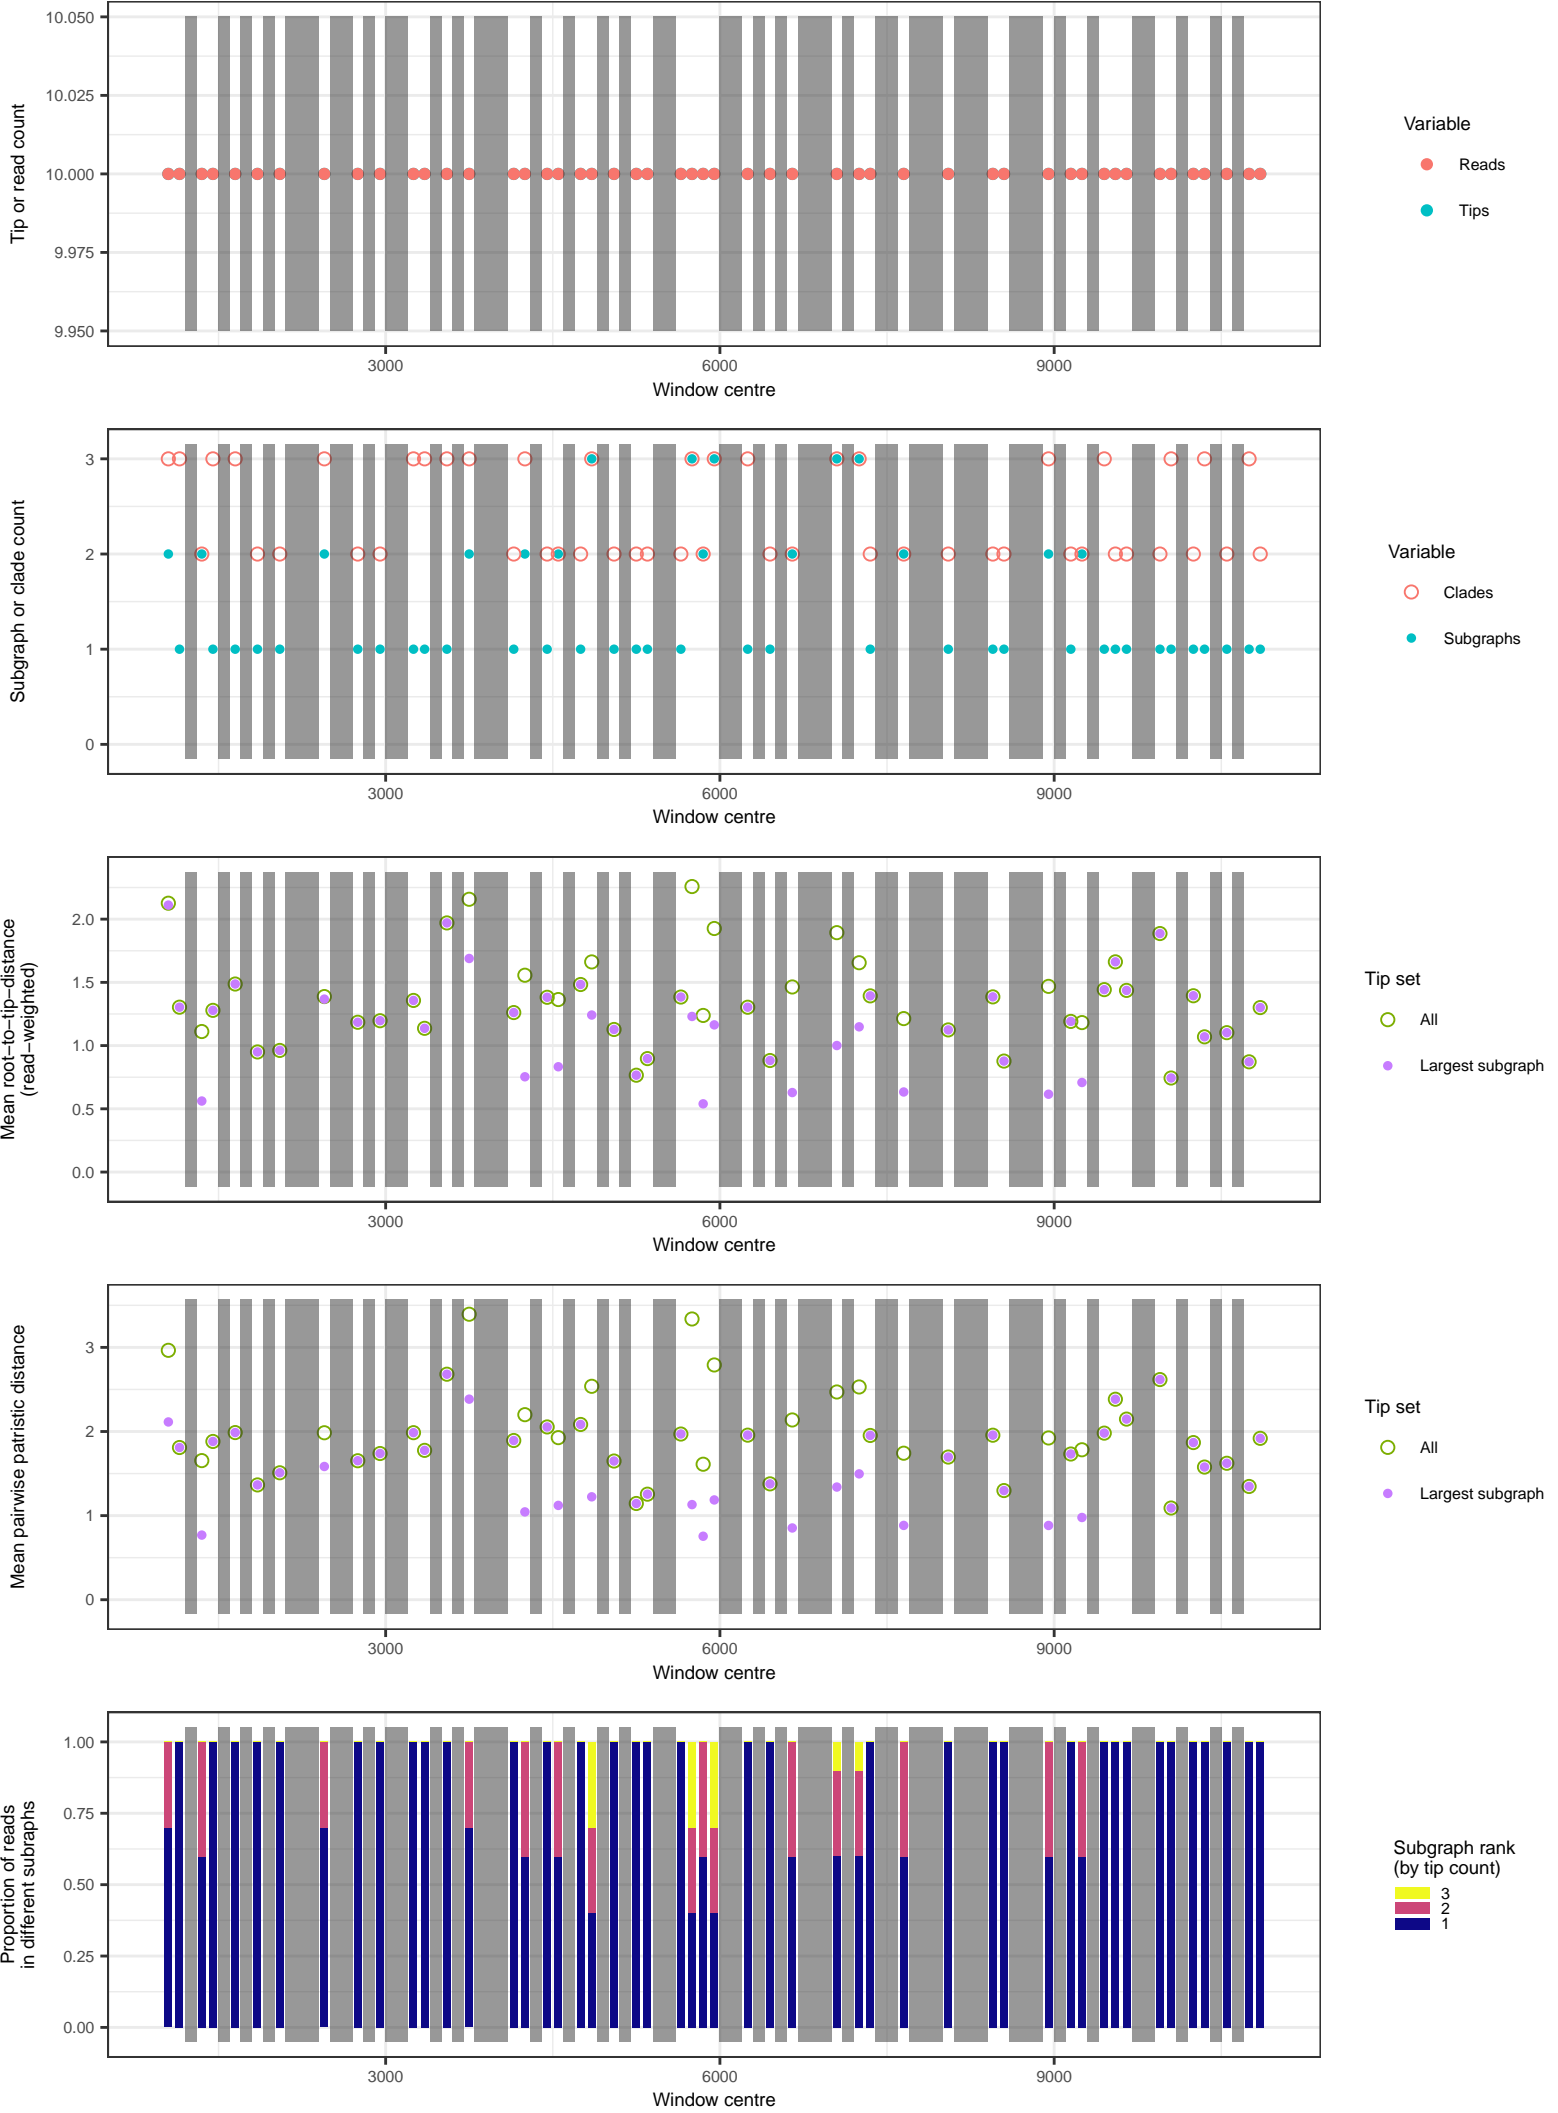 10.050
10.025
10.000
9.975
9.950
Tip or read count
3000
6000
9000
Window centre
Variable
Reads
Tips
3
2
1
0
Subgraph or clade count
3000
6000
9000
Window centre
Variable
Clades
Subgraphs
2.0
1.5
1.0
0.5
0.0
Mean root−to−tip−distance
(read−weighted)
3000
6000
9000
Window centre
Tip set
All
Largest subgraph
3
2
1
0
Mean pairwise patristic distance
3000
6000
9000
Window centre
Tip set
All
Largest subgraph
1.00
0.75
0.50
0.25
0.00
Proportion of reads
in different subraphs
3000
6000
9000
Window centre
Subgraph rank
(by tip count)
3
2
1